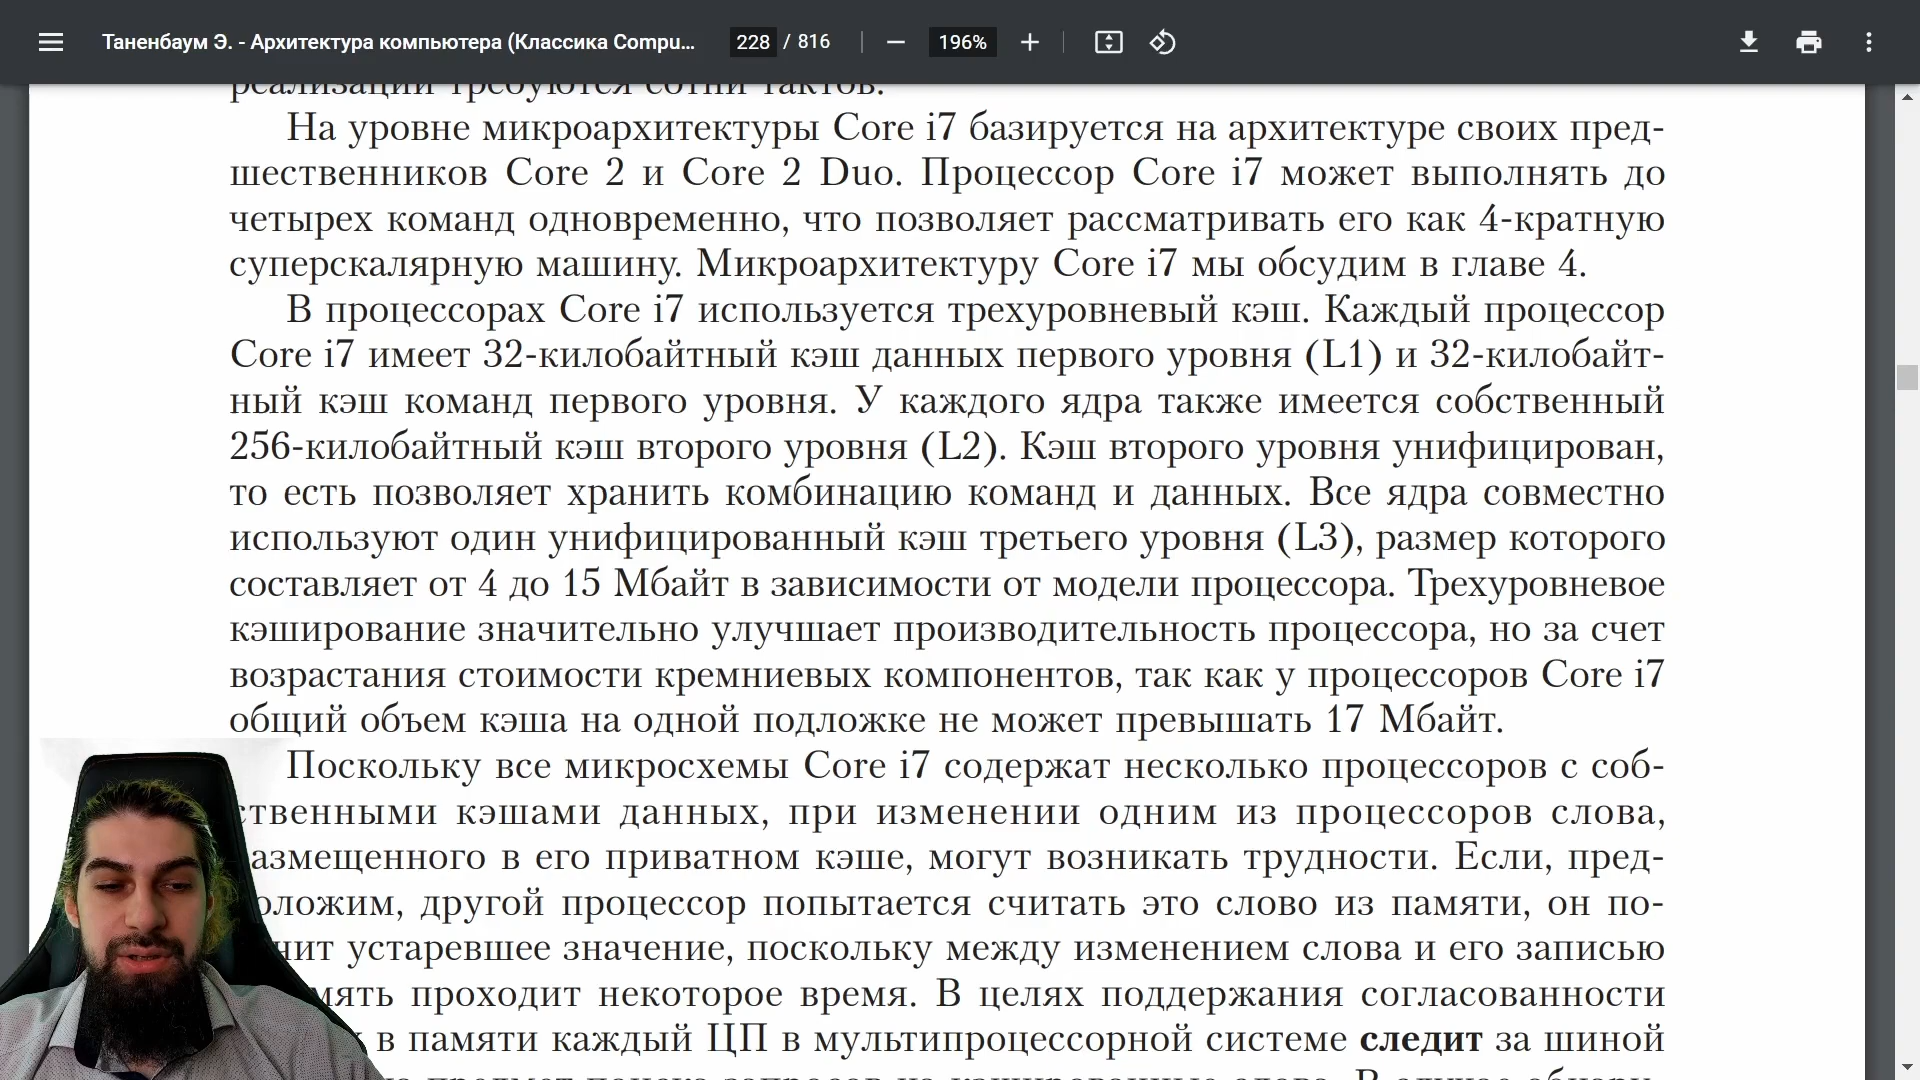 Таненбаум Э. - Архитектура компьютера (Классика Compu...
228 / 816
196%
реализации требуются сотни тактов.
На уровне микроархитектуры Core i7 базируется на архитектуре своих пред-
шественников Core 2 и Core 2 Duo. Процессор Core i7 может выполнять до
четырех команд одновременно, что позволяет рассматривать его как 4-кратную
суперскалярную машину. Микроархитектуру Core i7 мы обсудим в главе 4.
В процессорах Core i7 используется трехуровневый кэш. Каждый процессор
Core i7 имеет 32-килобайтный кэш данных первого уровня (L1) и 32-килобайт-
ный кэш команд первого уровня. У каждого ядра также имеется собственный
256-килобайтный кэш второго уровня (L2). Кэш второго уровня унифицирован,
то есть позволяет хранить комбинацию команд и данных. Все ядра совместно
используют один унифицированный кэш третьего уровня (L3), размер которого
составляет от 4 до 15 Мбайт в зависимости от модели процессора. Трехуровневое
кэширование значительно улучшает производительность процессора, но за счет
возрастания стоимости кремниевых компонентов, так как у процессоров Core i7
общий объем кэша на одной подложке не может превышать 17 Мбайт.
Поскольку все микросхемы Core i7 содержат несколько процессоров с соб-
ственными кэшами данных, при изменении одним из процессоров слова,
азмещенного в его приватном кэше, могут возникать трудности. Если, пред-
оложим, другой процессор попытается считать это слово из памяти, он по-
чит устаревшее значение, поскольку между изменением слова и его записью
мять проходит некоторое время. В целях поддержания согласованности
в памяти каждый ЦП в мультипроцессорной системе следит за шиной